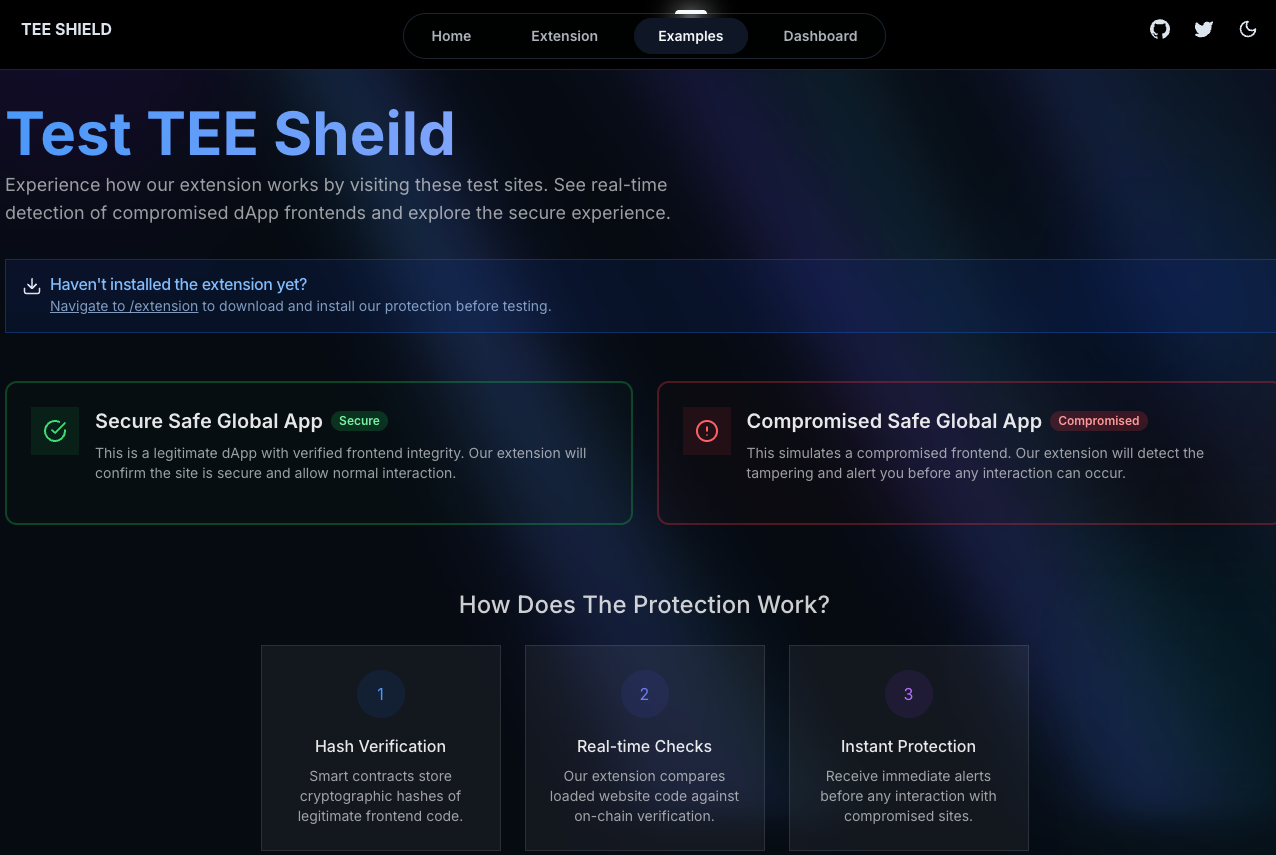 TEE SHIELD
Home Extension Examples Dashboard
Test TEE Sheild
Experience how our extension works by visiting these test sites. See real-time
detection of compromised dApp frontends and explore the secure experience.
Haven't installed the extension yet?
Navigate to /extension to download and install our protection before testing.
Secure Safe Global App Secure
This is a legitimate dApp with verified frontend integrity. Our extension will
confirm the site is secure and allow normal interaction.
Compromised Safe Global App Compromised
This simulates a compromised frontend. Our extension will detect the
tampering and alert you before any interaction can occur.
How Does The Protection Work?
1
Hash Verification
Smart contracts store
cryptographic hashes of
legitimate frontend code.
2
Real-time Checks
Our extension compares
loaded website code against
on-chain verification.
3
Instant Protection
Receive immediate alerts
before any interaction with
compromised sites.